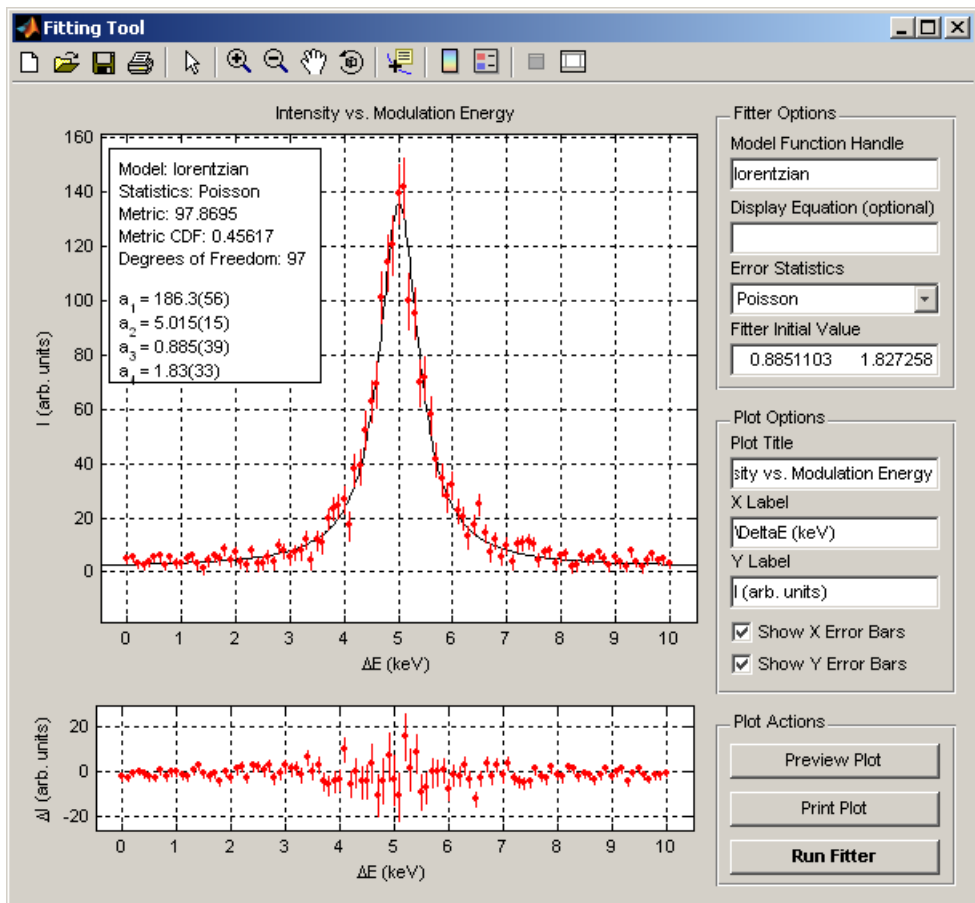 Fitting Tool
Intensity vs. Modulation Energy
160
140
120
100
80
60
40
20
0
I (arb. units)
Model: lorentzian
Statistics: Poisson
Metric: 97.8695
Metric CDF: 0.45617
Degrees of Freedom: 97
a1 = 186.3(56)
a2 = 5.015(15)
a3 = 0.885(39)
a4 = 1.83(33)
0 1 2 3 4 5 6 7 8 9 10
ΔE (keV)
20
0
-20
ΔI (arb. units)
0 1 2 3 4 5 6 7 8 9 10
ΔE (keV)
Fitter Options
Model Function Handle
lorentzian
Display Equation (optional)
Error Statistics
Poisson
Fitter Initial Value
0.8851103 1.827258
Plot Options
Plot Title
sity vs. Modulation Energy
X Label
\DeltaE (keV)
Y Label
I (arb. units)
Show X Error Bars
Show Y Error Bars
Plot Actions
Preview Plot
Print Plot
Run Fitter